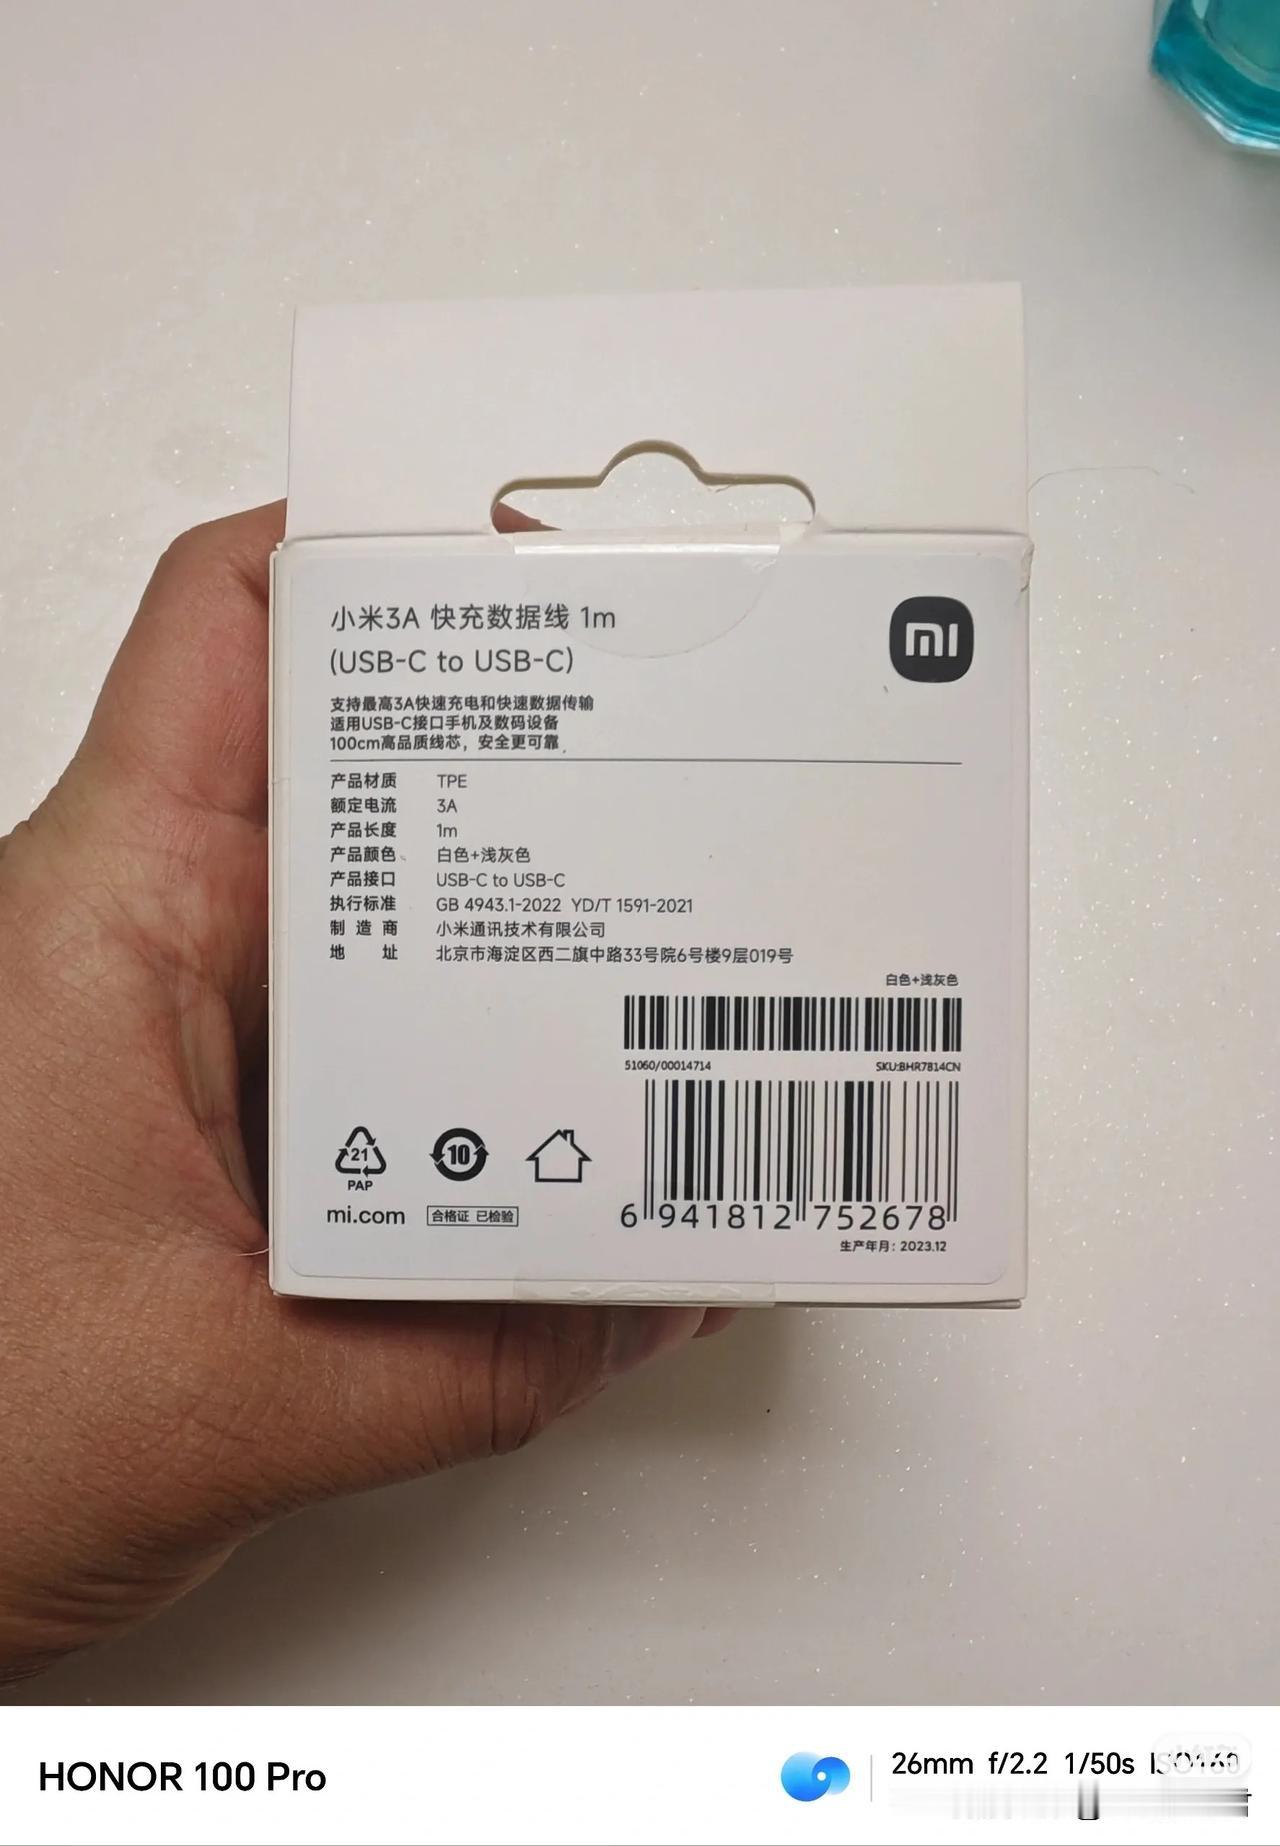 小米3A 快充数据线 1m
(USB-C to USB-C)
mi
支持最高3A快速充电和快速数据传输
适用USB-C接口手机及数码设备
100cm高品质线芯，安全更可靠
产品材质 TPE
额定电流 3A
产品长度 1m
产品颜色 白色+浅灰色
产品接口 USB-C to USB-C
执行标准 GB 4943.1-2022 YD/T 1591-2021
制造商 小米通讯技术有限公司
地址 北京市海淀区西二旗中路33号院6号楼9层019号
白色+浅灰色
51060/00014714 SKU:BHR7814CN
21
PAP
10
mi.com
合格证 已检验
6 941812 752678
生产年月：2023.12
HONOR 100 Pro
26mm f/2.2 1/50s ISO160
小红书